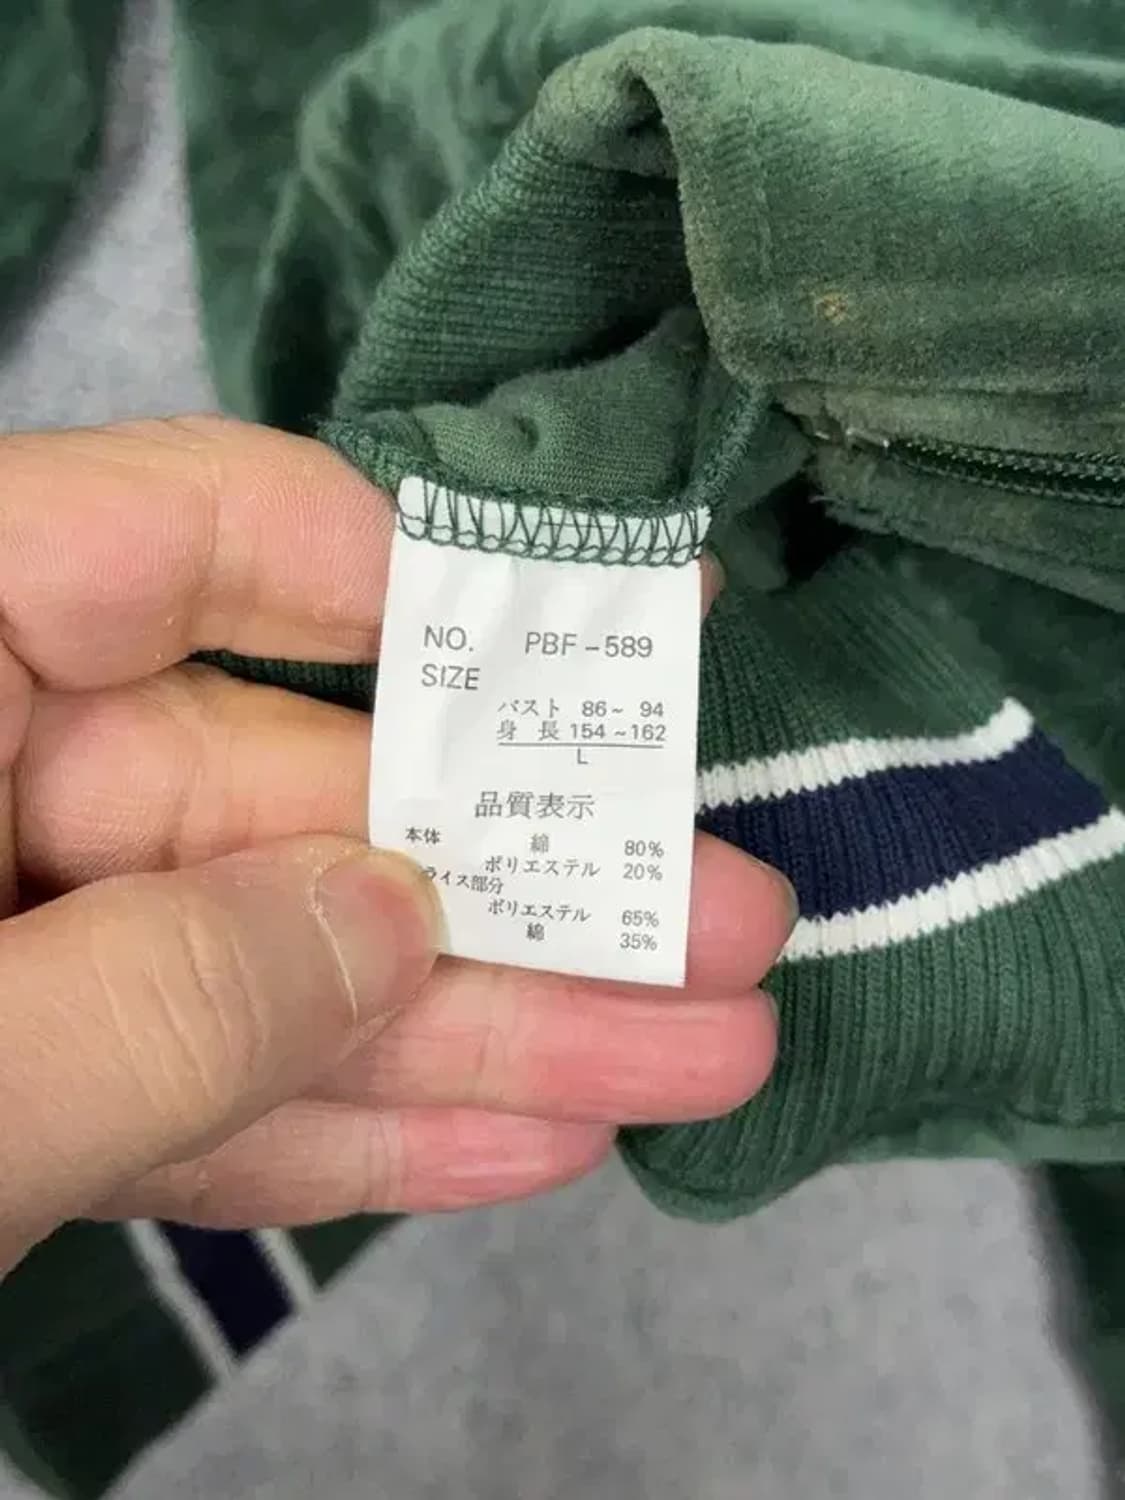 NO. PBF-589
SIZE
バスト 86~ 94
身 長 154 ~162
L
品質表示
本体 綿 80%
ポリエステル 20%
ライス部分
ポリエステル 65%
綿 35%